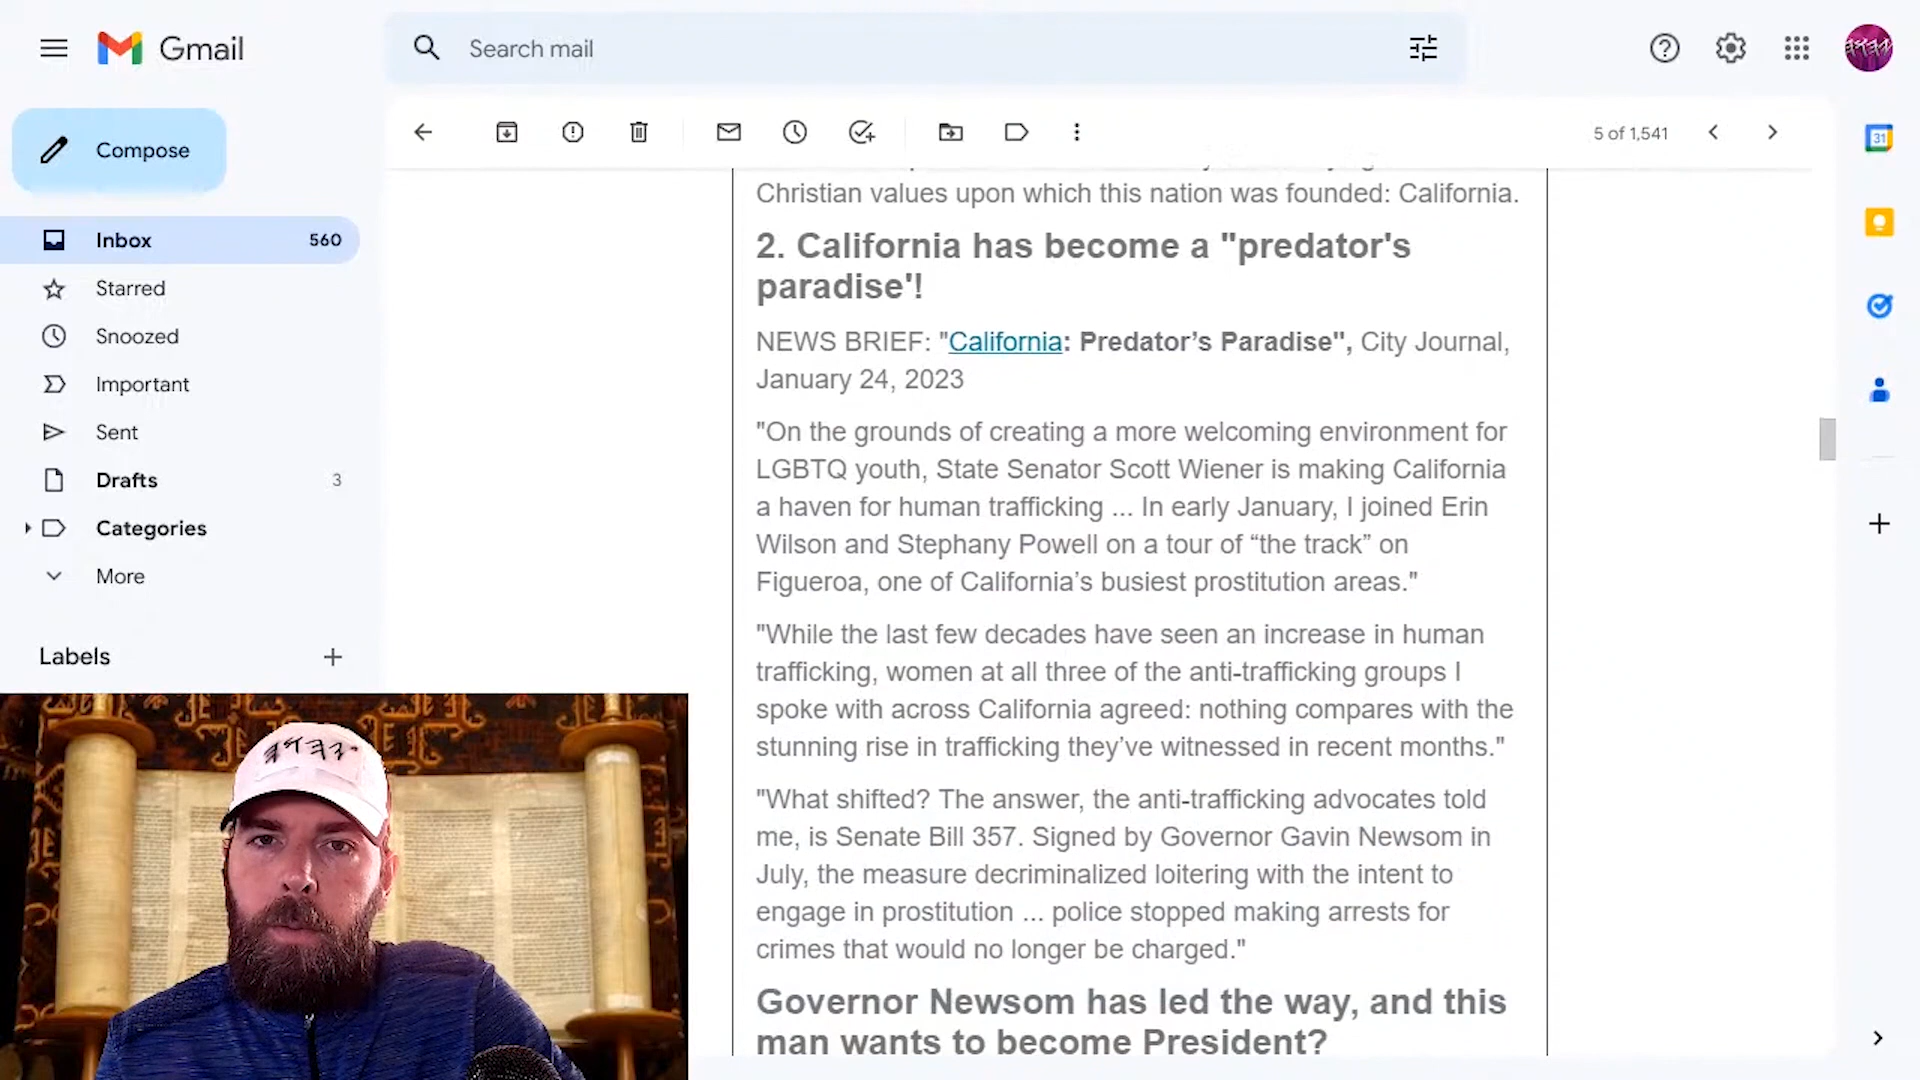 Gmail
Search mail
Compose
5 of 1,541
31
Inbox 560
Starred
Snoozed
Important
Sent
Drafts 3
Categories
More
Labels
Christian values upon which this nation was founded: California.
2. California has become a "predator's
paradise'!
NEWS BRIEF: "California: Predator’s Paradise", City Journal,
January 24, 2023
"On the grounds of creating a more welcoming environment for
LGBTQ youth, State Senator Scott Wiener is making California
a haven for human trafficking ... In early January, I joined Erin
Wilson and Stephany Powell on a tour of “the track” on
Figueroa, one of California’s busiest prostitution areas."
"While the last few decades have seen an increase in human
trafficking, women at all three of the anti-trafficking groups I
spoke with across California agreed: nothing compares with the
stunning rise in trafficking they’ve witnessed in recent months."
"What shifted? The answer, the anti-trafficking advocates told
me, is Senate Bill 357. Signed by Governor Gavin Newsom in
July, the measure decriminalized loitering with the intent to
engage in prostitution ... police stopped making arrests for
crimes that would no longer be charged."
Governor Newsom has led the way, and this
man wants to become President?
𐤉𐤄𐤅𐤄